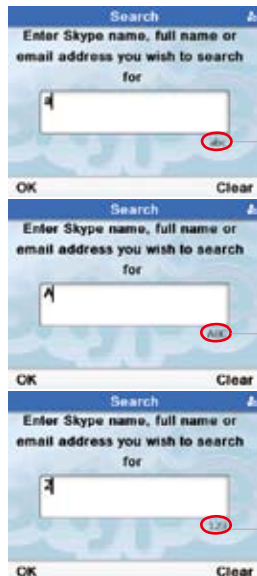 Search
Enter Skype name, full name or
email address you wish to search
for
a
abc
OK Clear
Search
Enter Skype name, full name or
email address you wish to search
for
A
ABC
OK Clear
Search
Enter Skype name, full name or
email address you wish to search
for
2
123
OK Clear